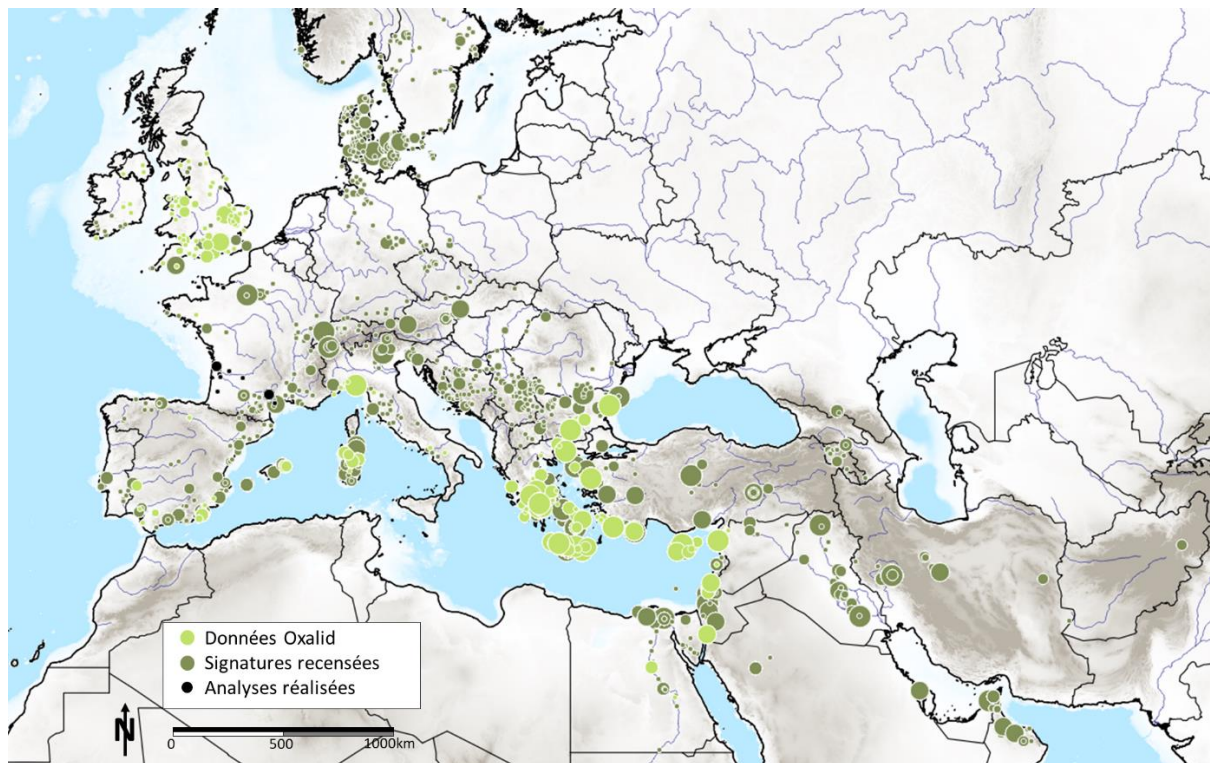 Données Oxalid
Signatures recensées
Analyses réalisées
N
0 500 1000km